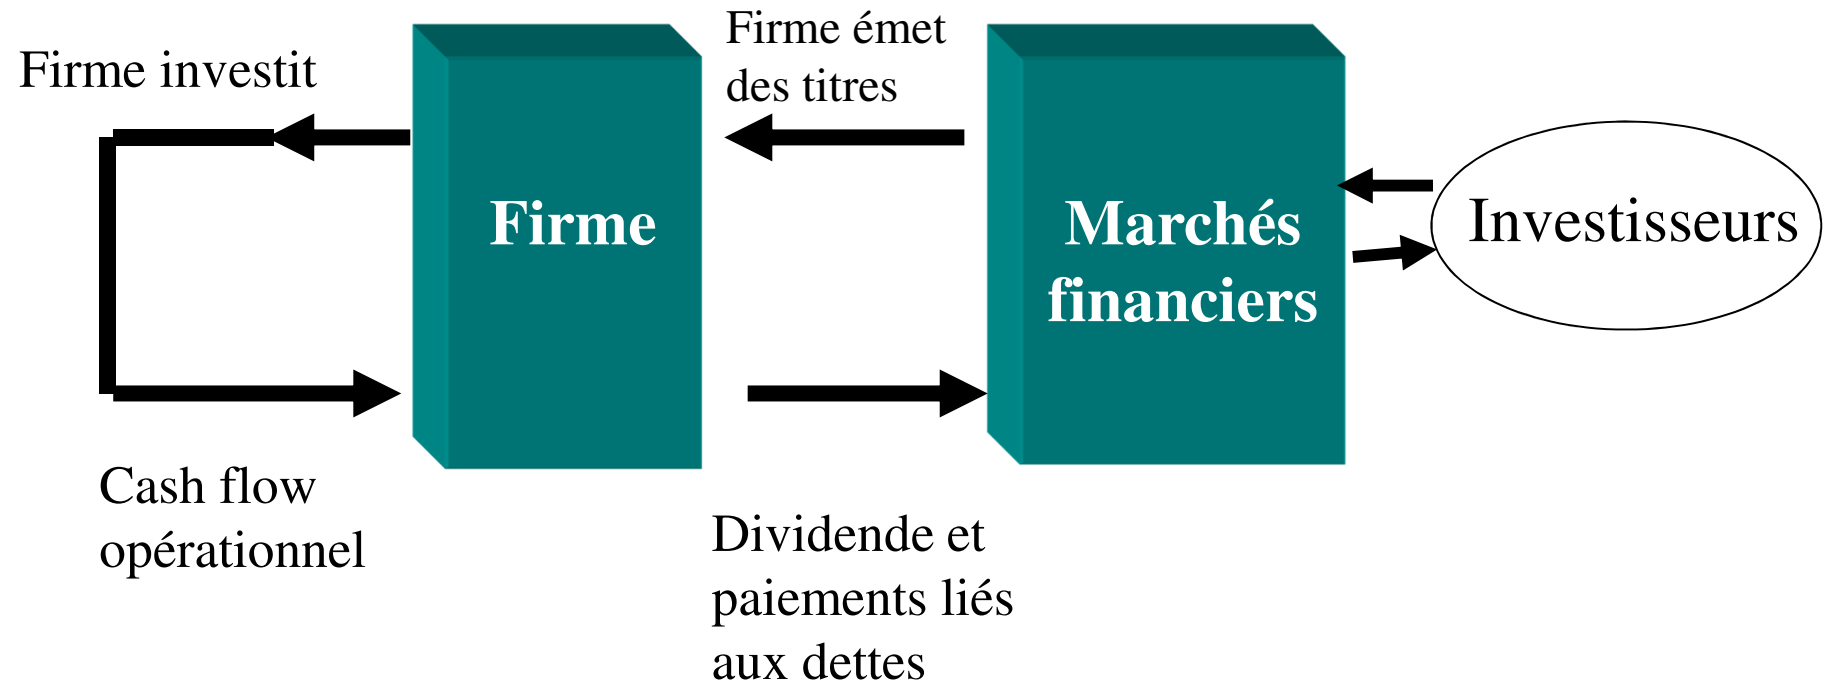 Firme investit
Firme émet
des titres
Firme
Marchés
financiers
Investisseurs
Cash flow
opérationnel
Dividende et
paiements liés
aux dettes